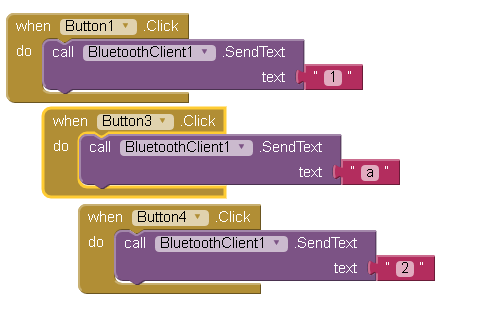 when Button1 .Click
do call BluetoothClient1 .SendText
text " 1 "
when Button3 .Click
do call BluetoothClient1 .SendText
text " a "
when Button4 .Click
do call BluetoothClient1 .SendText
text " 2 "